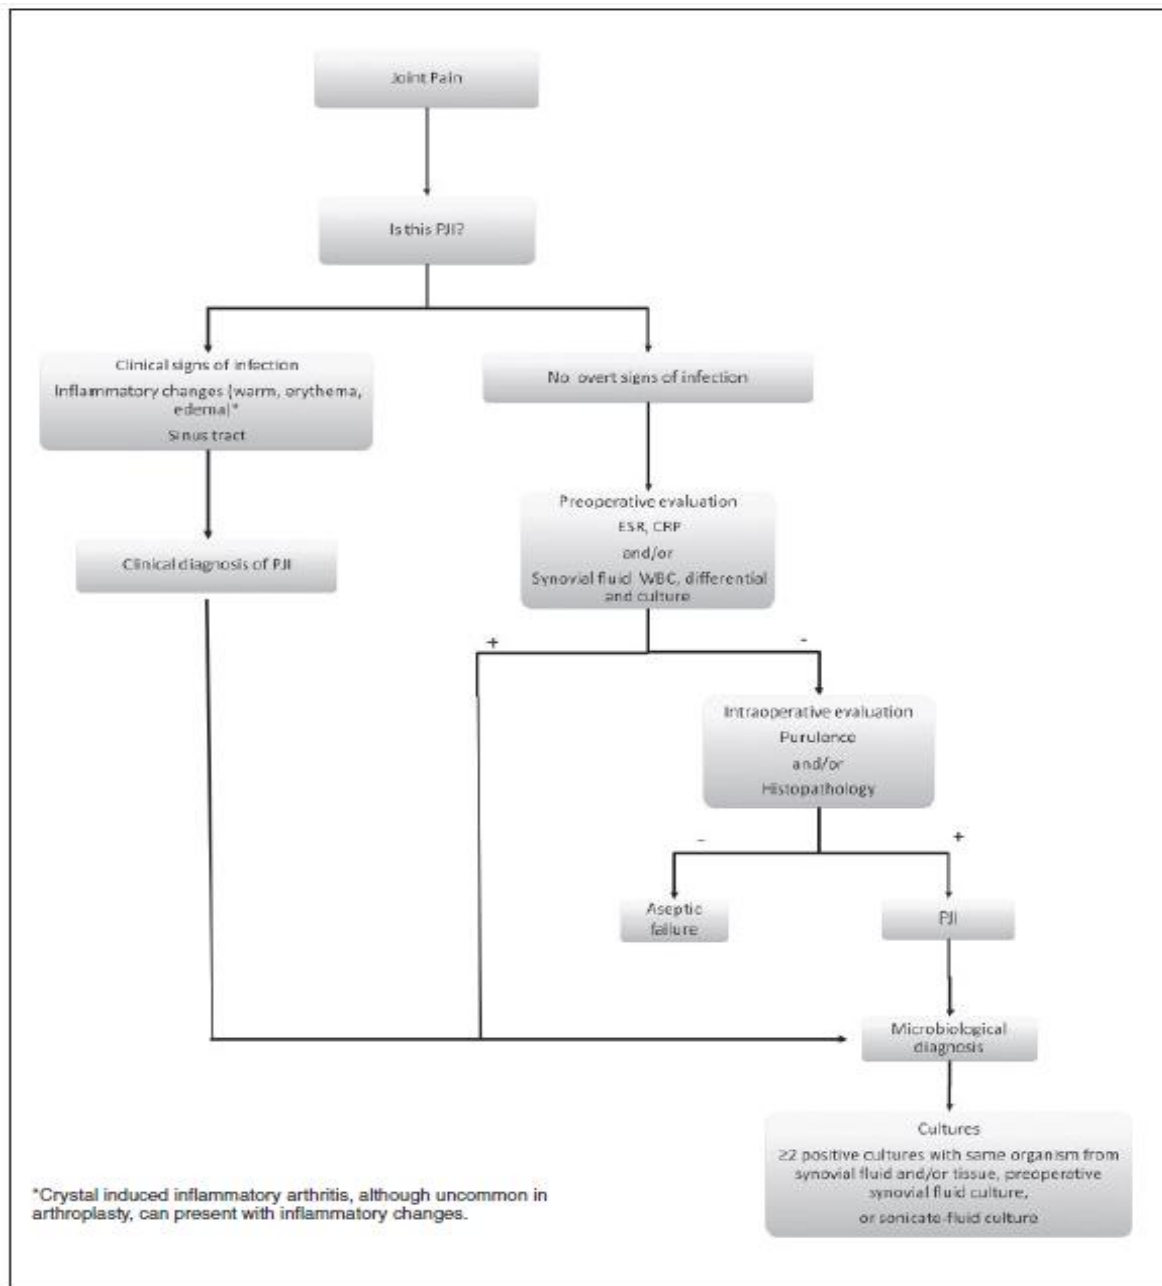 Joint Pain
Is this PJI?
Clinical signs of infection
Inflammatory changes (warm, erythema,
edema)*
Sinus tract
No overt signs of infection
Preoperative evaluation
ESR, CRP
and/or
Synovial fluid WBC, differential
and culture
Clinical diagnosis of PJI
+
-
Intraoperative evaluation
Purulence
and/or
Histopathology
-
+
Aseptic
failure
PJI
Microbiological
diagnosis
Cultures
≥2 positive cultures with same organism from
synovial fluid and/or tissue, preoperative
synovial fluid culture,
or sonicate-fluid culture
*Crystal induced inflammatory arthritis, although uncommon in
arthroplasty, can present with inflammatory changes.